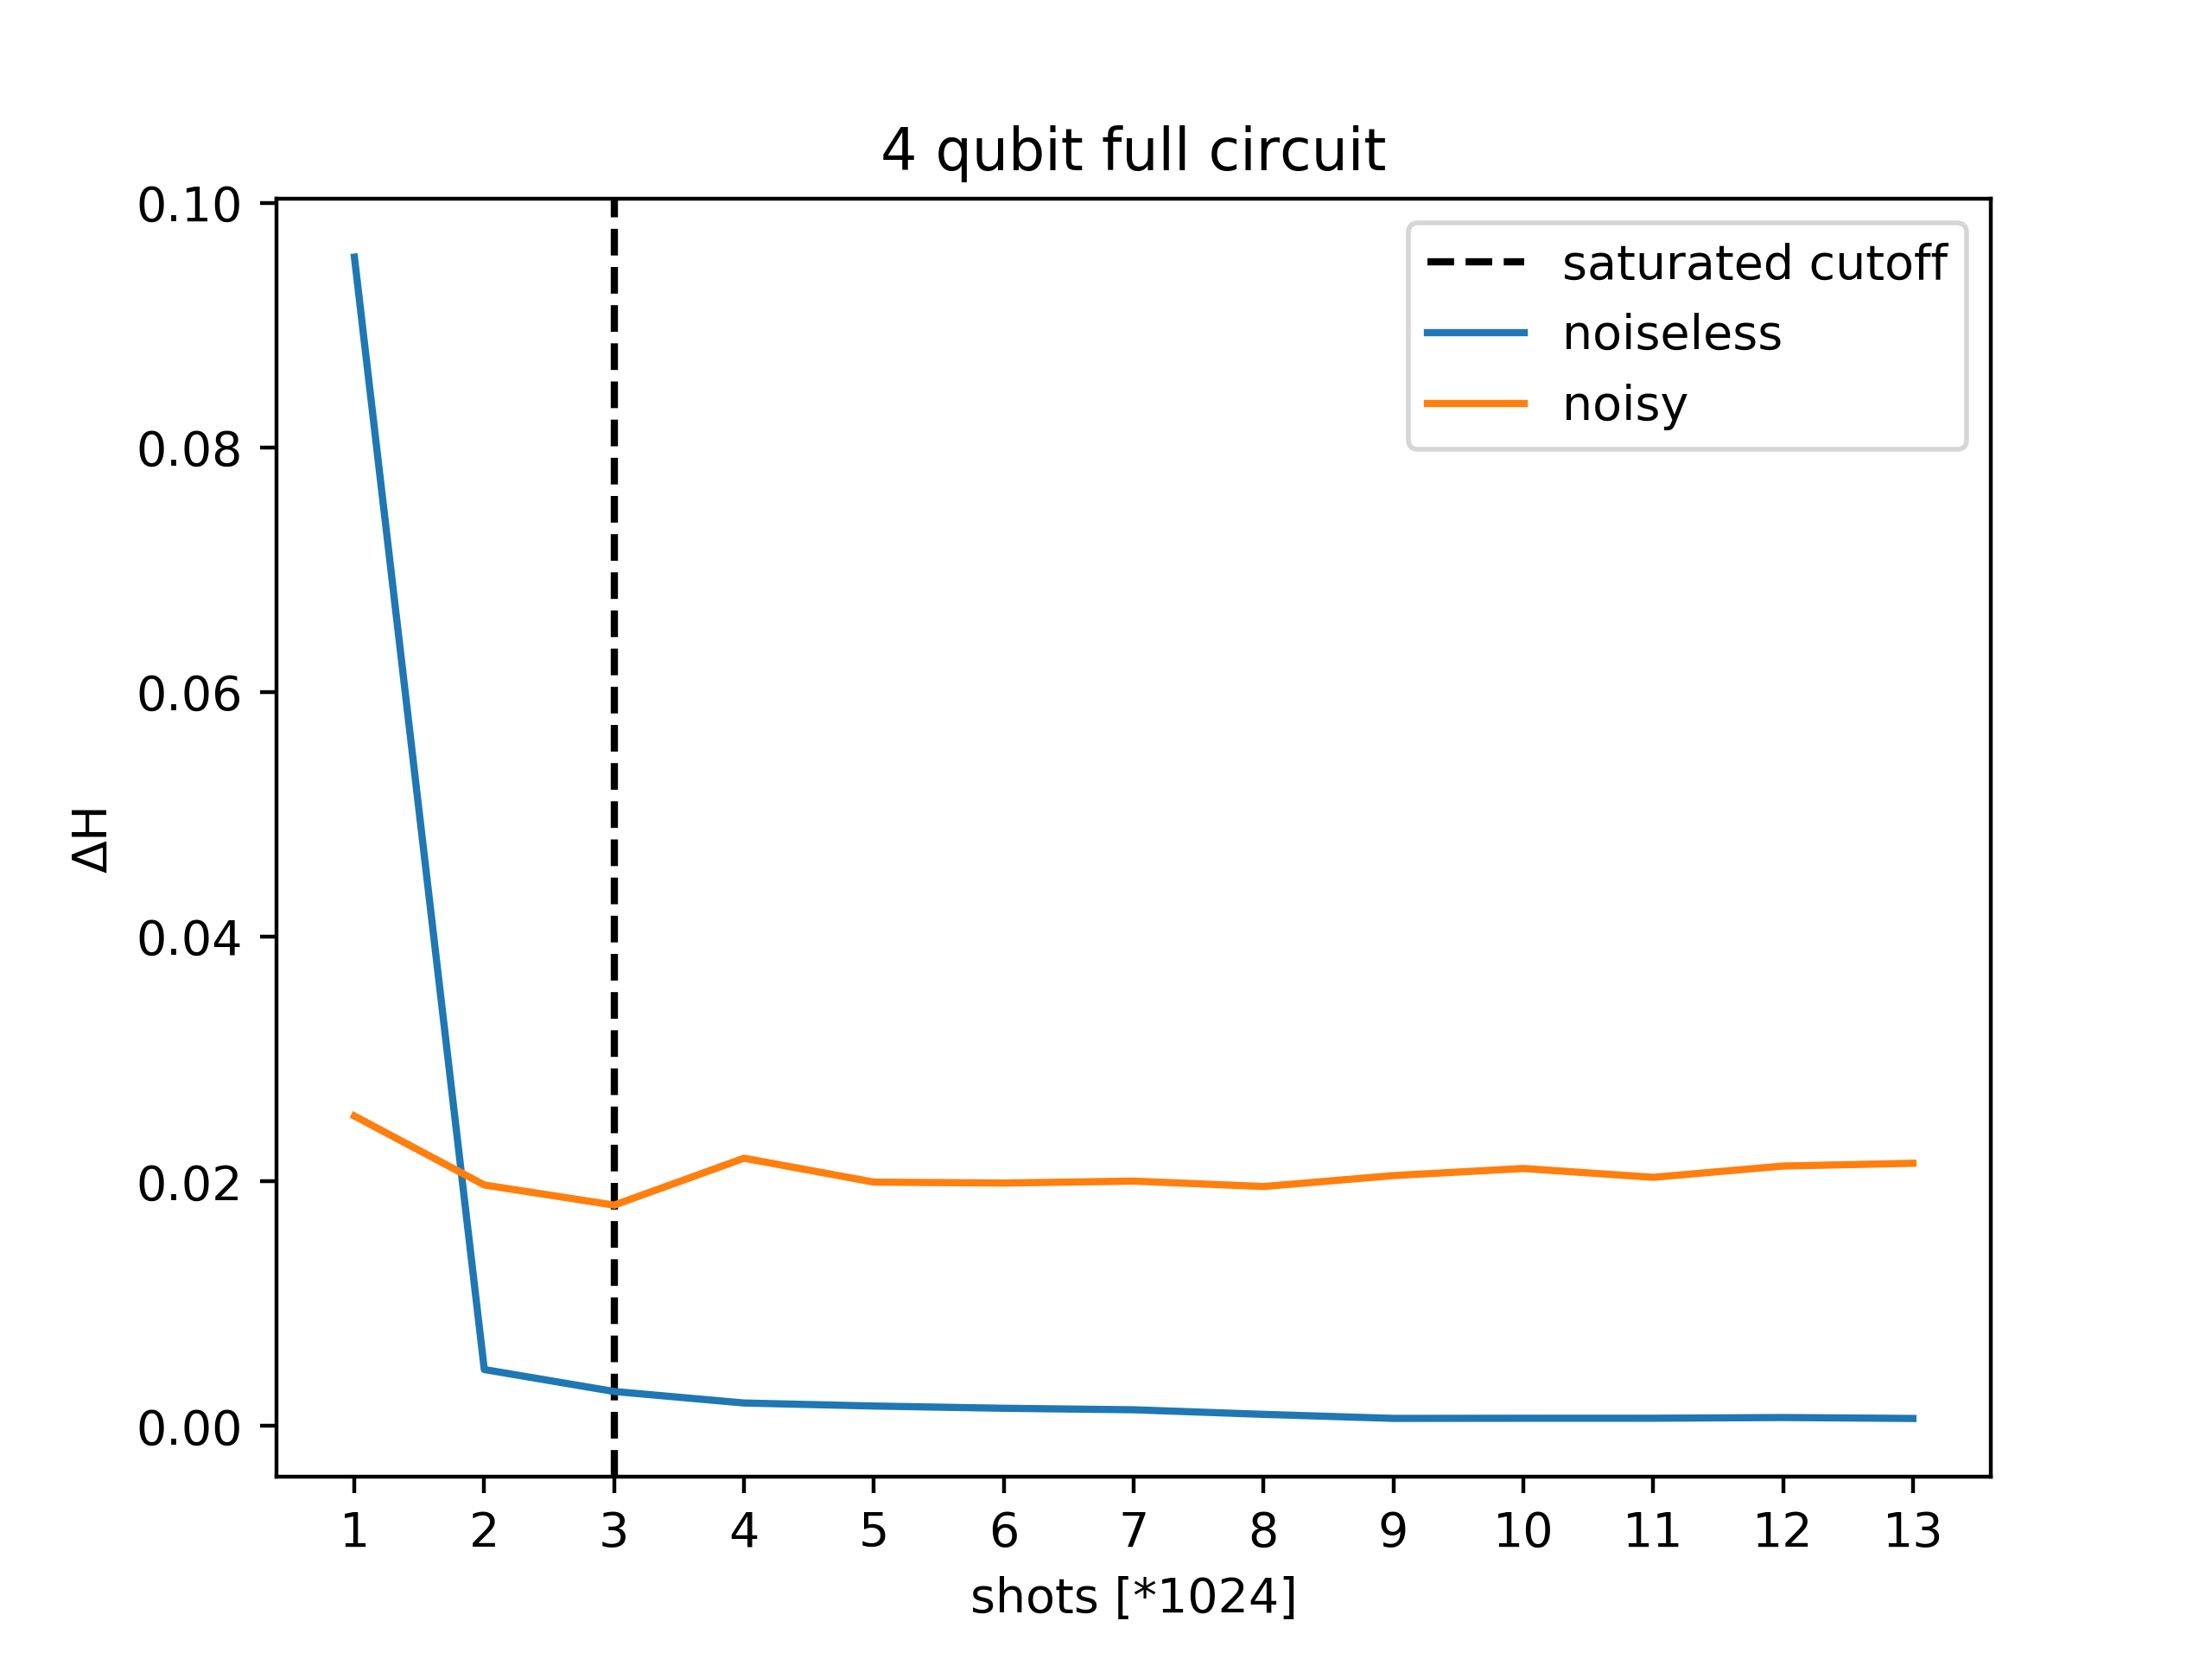 4 qubit full circuit
0.10
0.08
0.06
0.04
0.02
0.00
ΔH
saturated cutoff
noiseless
noisy
1 2 3 4 5 6 7 8 9 10 11 12 13
shots [*1024]